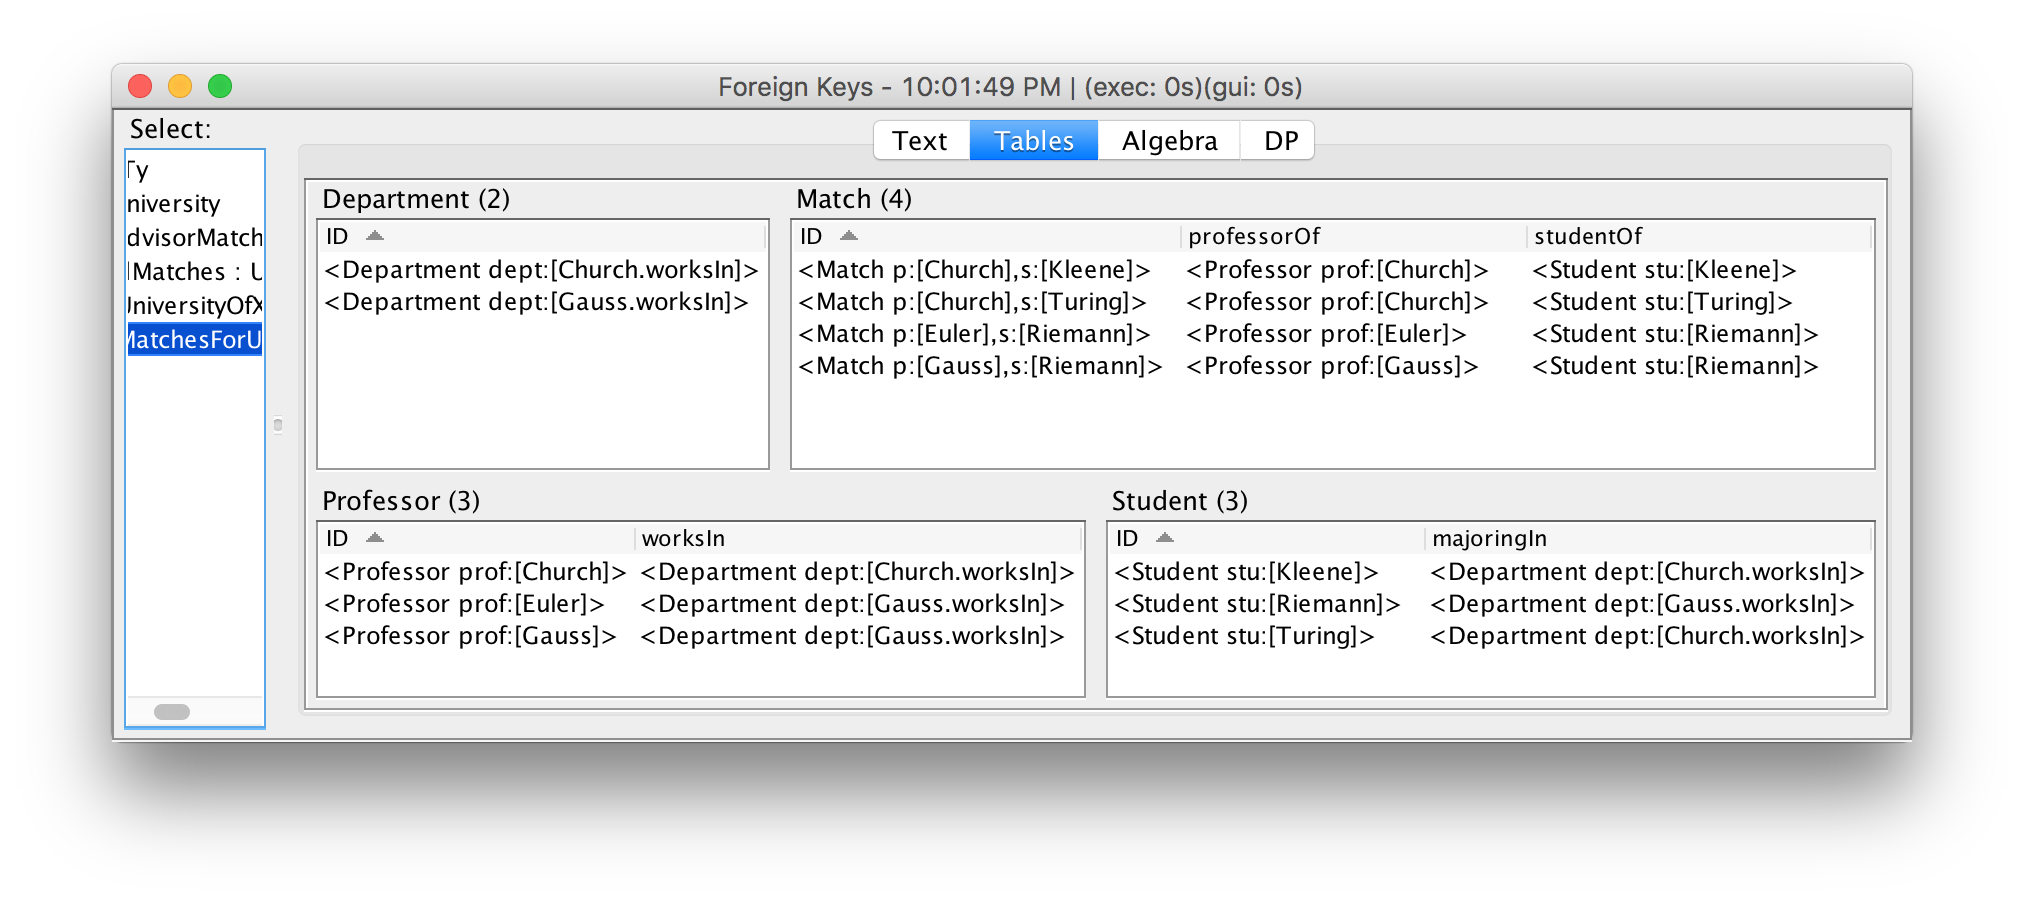 Foreign Keys - 10:01:49 PM | (exec: 0s)(gui: 0s)
Select:
Ty
niversity
dvisorMatch
Matches : U
UniversityOfX
MatchesForU
Text Tables Algebra DP
Department (2)
ID
<Department dept:[Church.worksIn]>
<Department dept:[Gauss.worksIn]>
Match (4)
ID professorOf studentOf
<Match p:[Church],s:[Kleene]> <Professor prof:[Church]> <Student stu:[Kleene]>
<Match p:[Church],s:[Turing]> <Professor prof:[Church]> <Student stu:[Turing]>
<Match p:[Euler],s:[Riemann]> <Professor prof:[Euler]> <Student stu:[Riemann]>
<Match p:[Gauss],s:[Riemann]> <Professor prof:[Gauss]> <Student stu:[Riemann]>
Professor (3)
ID worksIn
<Professor prof:[Church]> <Department dept:[Church.worksIn]>
<Professor prof:[Euler]> <Department dept:[Gauss.worksIn]>
<Professor prof:[Gauss]> <Department dept:[Gauss.worksIn]>
Student (3)
ID majoringIn
<Student stu:[Kleene]> <Department dept:[Church.worksIn]>
<Student stu:[Riemann]> <Department dept:[Gauss.worksIn]>
<Student stu:[Turing]> <Department dept:[Church.worksIn]>